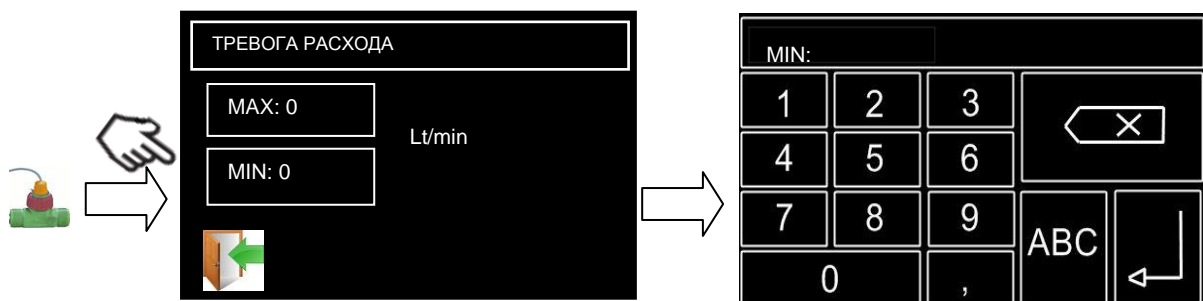 ТРЕВОГА РАСХОДА
MAX: 0
Lt/min
MIN: 0
MIN:
1 2 3
4 5 6
7 8 9
ABC
0 ,